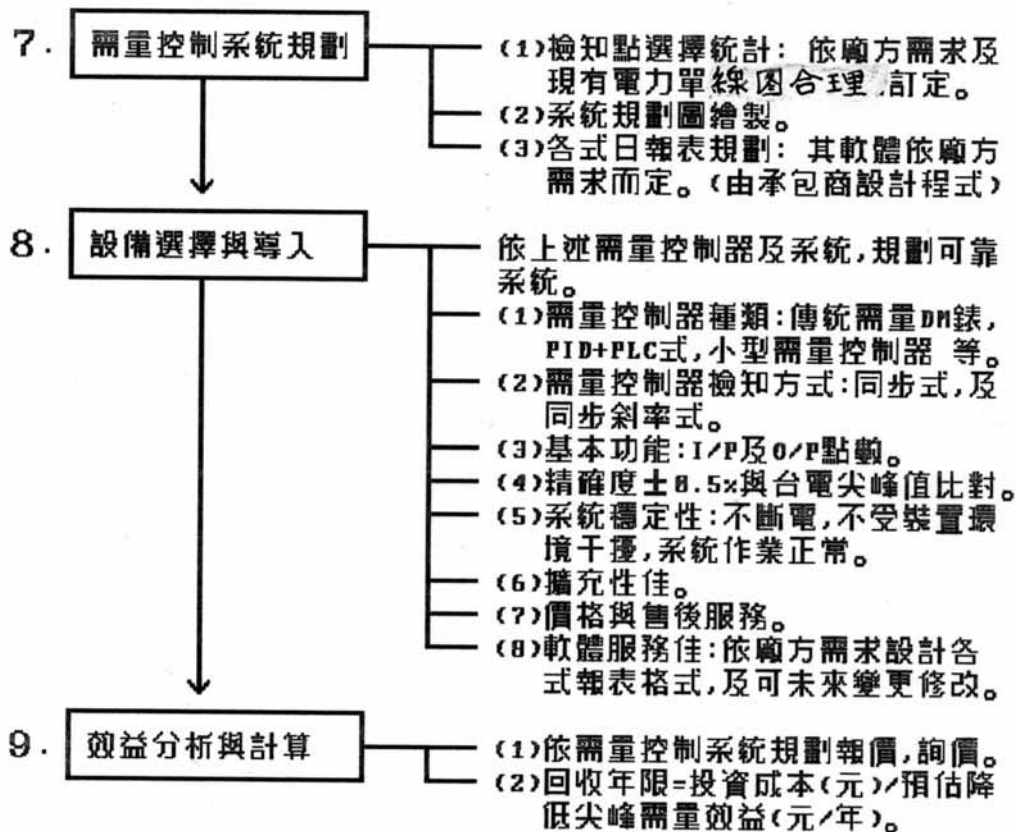 7. 需量控制系統規劃
(1)檢知點選擇統計: 依廠方需求及
現有電力單線图合理訂定。
(2)系統規劃圖繪製。
(3)各式日報表規劃: 其軟體依廠方
需求而定。(由承包商設計程式)
8. 設備選擇與導入
依上述需量控制器及系統,規劃可靠
系統。
(1)需量控制器種類:傳統需量DM錶,
PID+PLC式,小型需量控制器 等。
(2)需量控制器檢知方式:同步式,及
同步斜率式。
(3)基本功能:I/P及O/P點數。
(4)精確度±0.5%與台電尖峰值比對。
(5)系統穩定性:不斷電,不受裝置環
境干擾,系統作業正常。
(6)擴充性佳。
(7)價格與售後服務。
(8)軟體服務佳:依廠方需求設計各
式報表格式,及可未來變更修改。
9. 效益分析與計算
(1)依需量控制系統規劃報價,詢價。
(2)回收年限=投資成本(元)/預估降
低尖峰需量效益(元/年)。